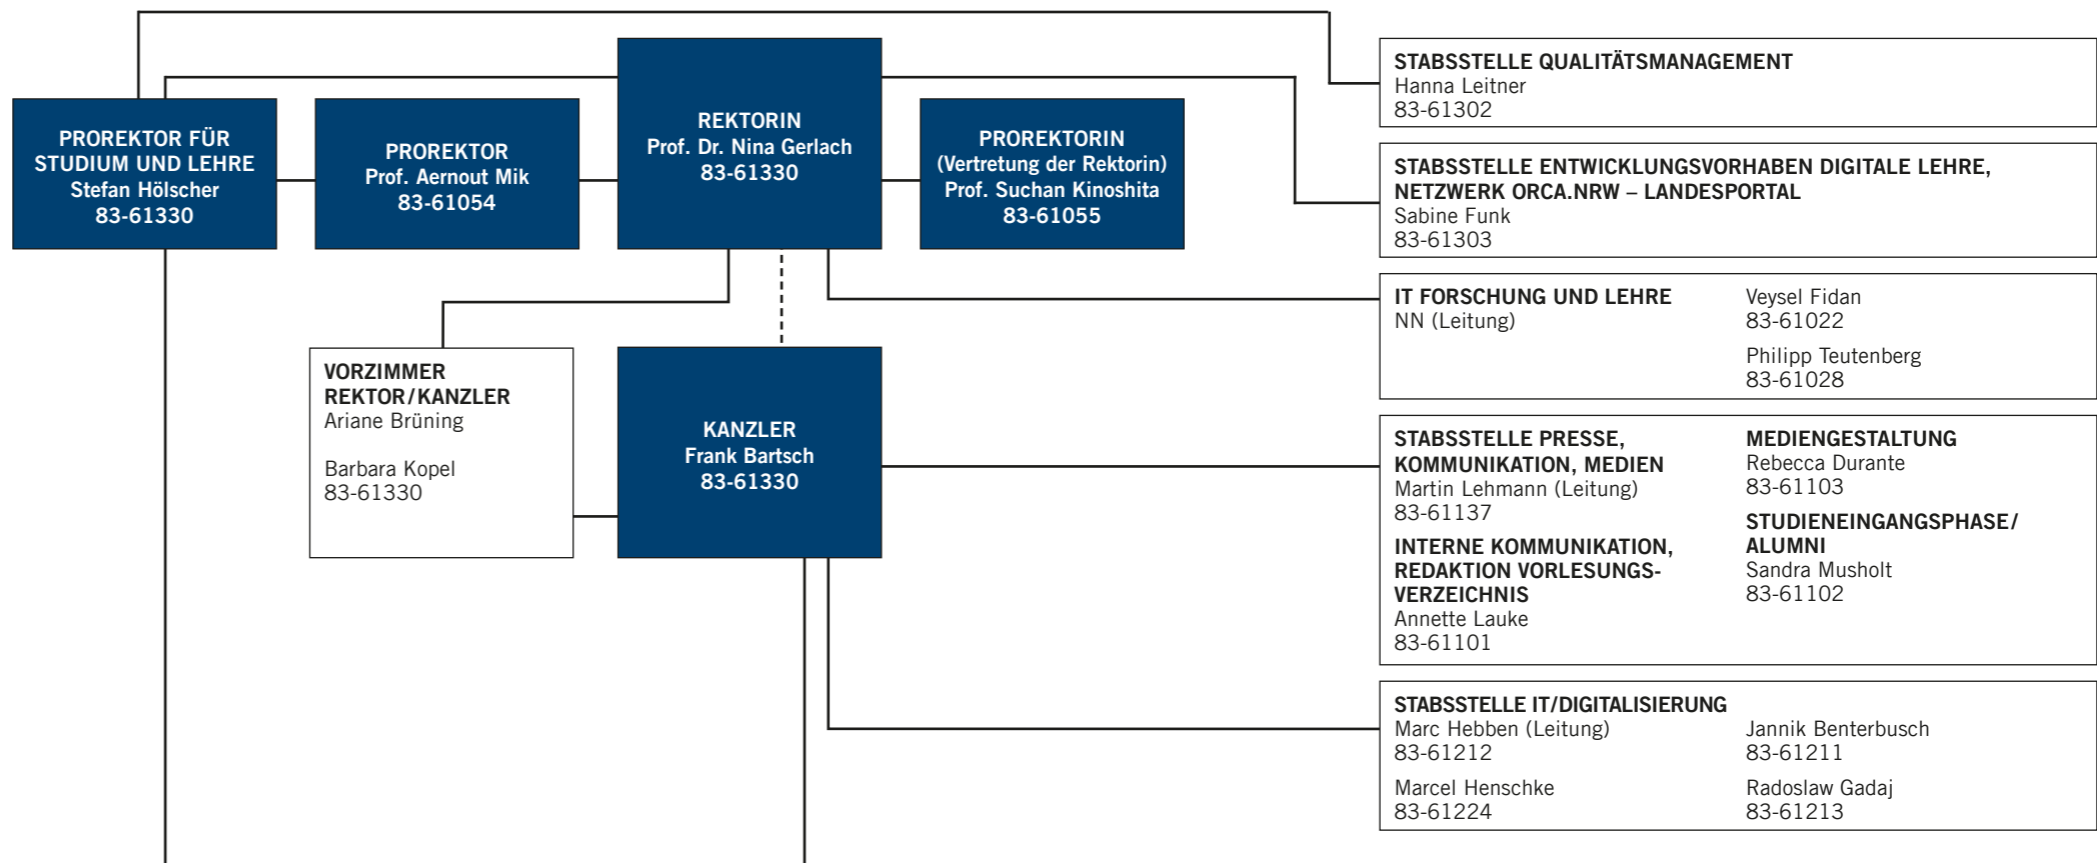 PROREKTOR FÜR
STUDIUM UND LEHRE
Stefan Hölscher
83-61330
PROREKTOR
Prof. Aernout Mik
83-61054
REKTORIN
Prof. Dr. Nina Gerlach
83-61330
PROREKTORIN
(Vertretung der Rektorin)
Prof. Suchan Kinoshita
83-61055
VORZIMMER
REKTOR/KANZLER
Ariane Brüning
Barbara Kopel
83-61330
KANZLER
Frank Bartsch
83-61330
STABSSTELLE QUALITÄTSMANAGEMENT
Hanna Leitner
83-61302
STABSSTELLE ENTWICKLUNGSVORHABEN DIGITALE LEHRE,
NETZWERK ORCA.NRW – LANDESPORTAL
Sabine Funk
83-61303
IT FORSCHUNG UND LEHRE
NN (Leitung)
Veysel Fidan
83-61022
Philipp Teutenberg
83-61028
STABSSTELLE PRESSE,
KOMMUNIKATION, MEDIEN
Martin Lehmann (Leitung)
83-61137
INTERNE KOMMUNIKATION,
REDAKTION VORLESUNGS-
VERZEICHNIS
Annette Lauke
83-61101
MEDIENGESTALTUNG
Rebecca Durante
83-61103
STUDIENEINGANGSPHASE/
ALUMNI
Sandra Musholt
83-61102
STABSSTELLE IT/DIGITALISIERUNG
Marc Hebben (Leitung)
83-61212
Marcel Henschke
83-61224
Jannik Benterbusch
83-61211
Radoslaw Gadaj
83-61213